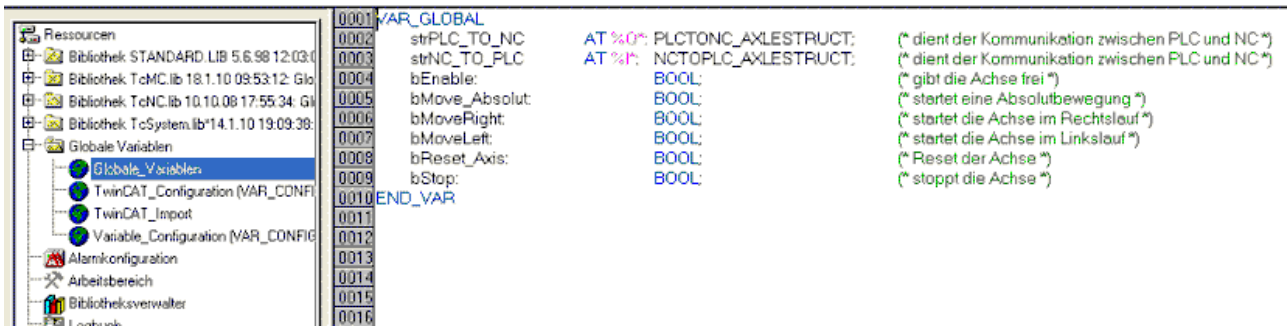 Ressourcen
Bibliothek STANDARD.LIB 5.6.98 12:03:0
Bibliothek TcMC.lib 18.1.10 09:53:12: Glo
Bibliothek TcNC.lib 10.10.08 17:55:34: Gl
Bibliothek TcSystem.lib*14.1.10 19:09:38:
Globale Variablen
Globale_Variablen
TwinCAT_Configuration (VAR_CONFI
TwinCAT_Import
Variable_Configuration (VAR_CONFIG
Alarmkonfiguration
Arbeitsbereich
Bibliotheksverwalter
Logbuch
0001 VAR_GLOBAL
0002 strPLC_TO_NC AT %Q*: PLCTONC_AXLESTRUCT; (* dient der Kommunikation zwischen PLC und NC *)
0003 strNC_TO_PLC AT %I*: NCTOPLC_AXLESTRUCT; (* dient der Kommunikation zwischen PLC und NC *)
0004 bEnable: BOOL; (* gibt die Achse frei *)
0005 bMove_Absolut: BOOL; (* startet eine Absolutbewegung *)
0006 bMoveRight: BOOL; (* startet die Achse im Rechtslauf *)
0007 bMoveLeft: BOOL; (* startet die Achse im Linkslauf *)
0008 bReset_Axis: BOOL; (* Reset der Achse *)
0009 bStop: BOOL; (* stoppt die Achse *)
0010 END_VAR
0011
0012
0013
0014
0015
0016